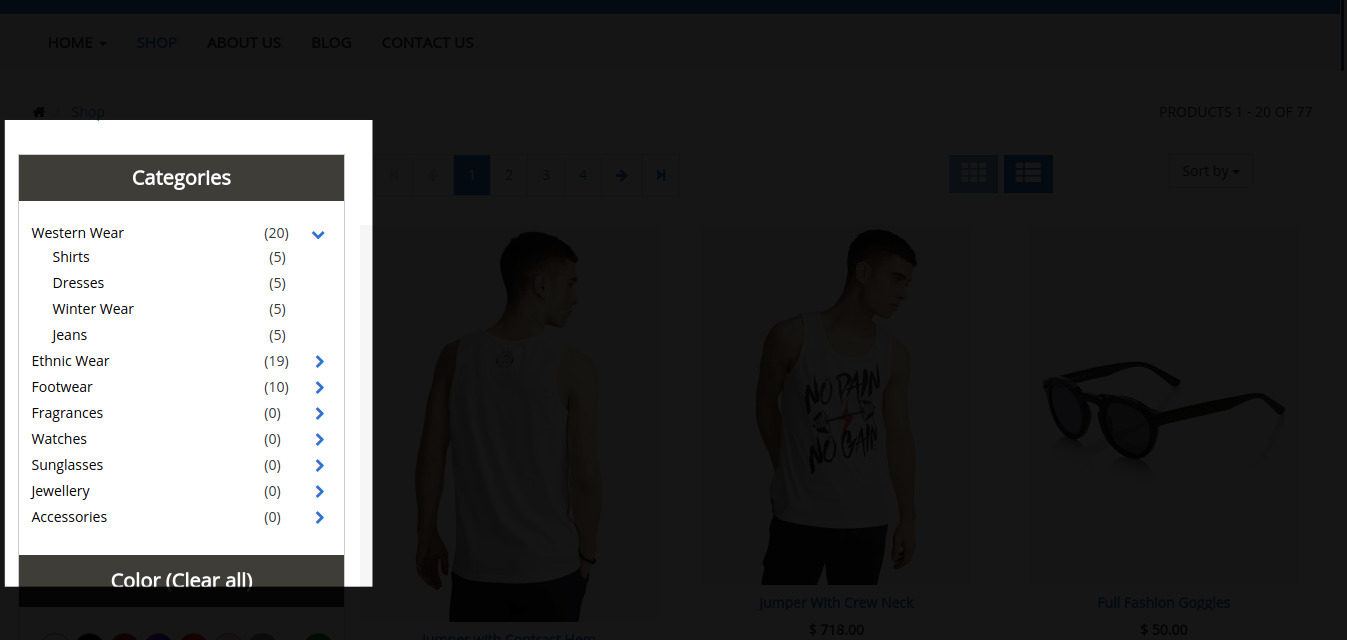 HOME SHOP ABOUT US BLOG CONTACT US
Shop
PRODUCTS 1 - 20 OF 77
Categories
1 2 3 4
Sort by
Western Wear (20)
Shirts (5)
Dresses (5)
Winter Wear (5)
Jeans (5)
Ethnic Wear (19)
Footwear (10)
Fragrances (0)
Watches (0)
Sunglasses (0)
Jewellery (0)
Accessories (0)
Color (Clear all)
NO PAIN
NO GAIN
Jumper With Crew Neck
$ 718.00
Full Fashion Goggles
$ 50.00
Jumper with Contract Hem